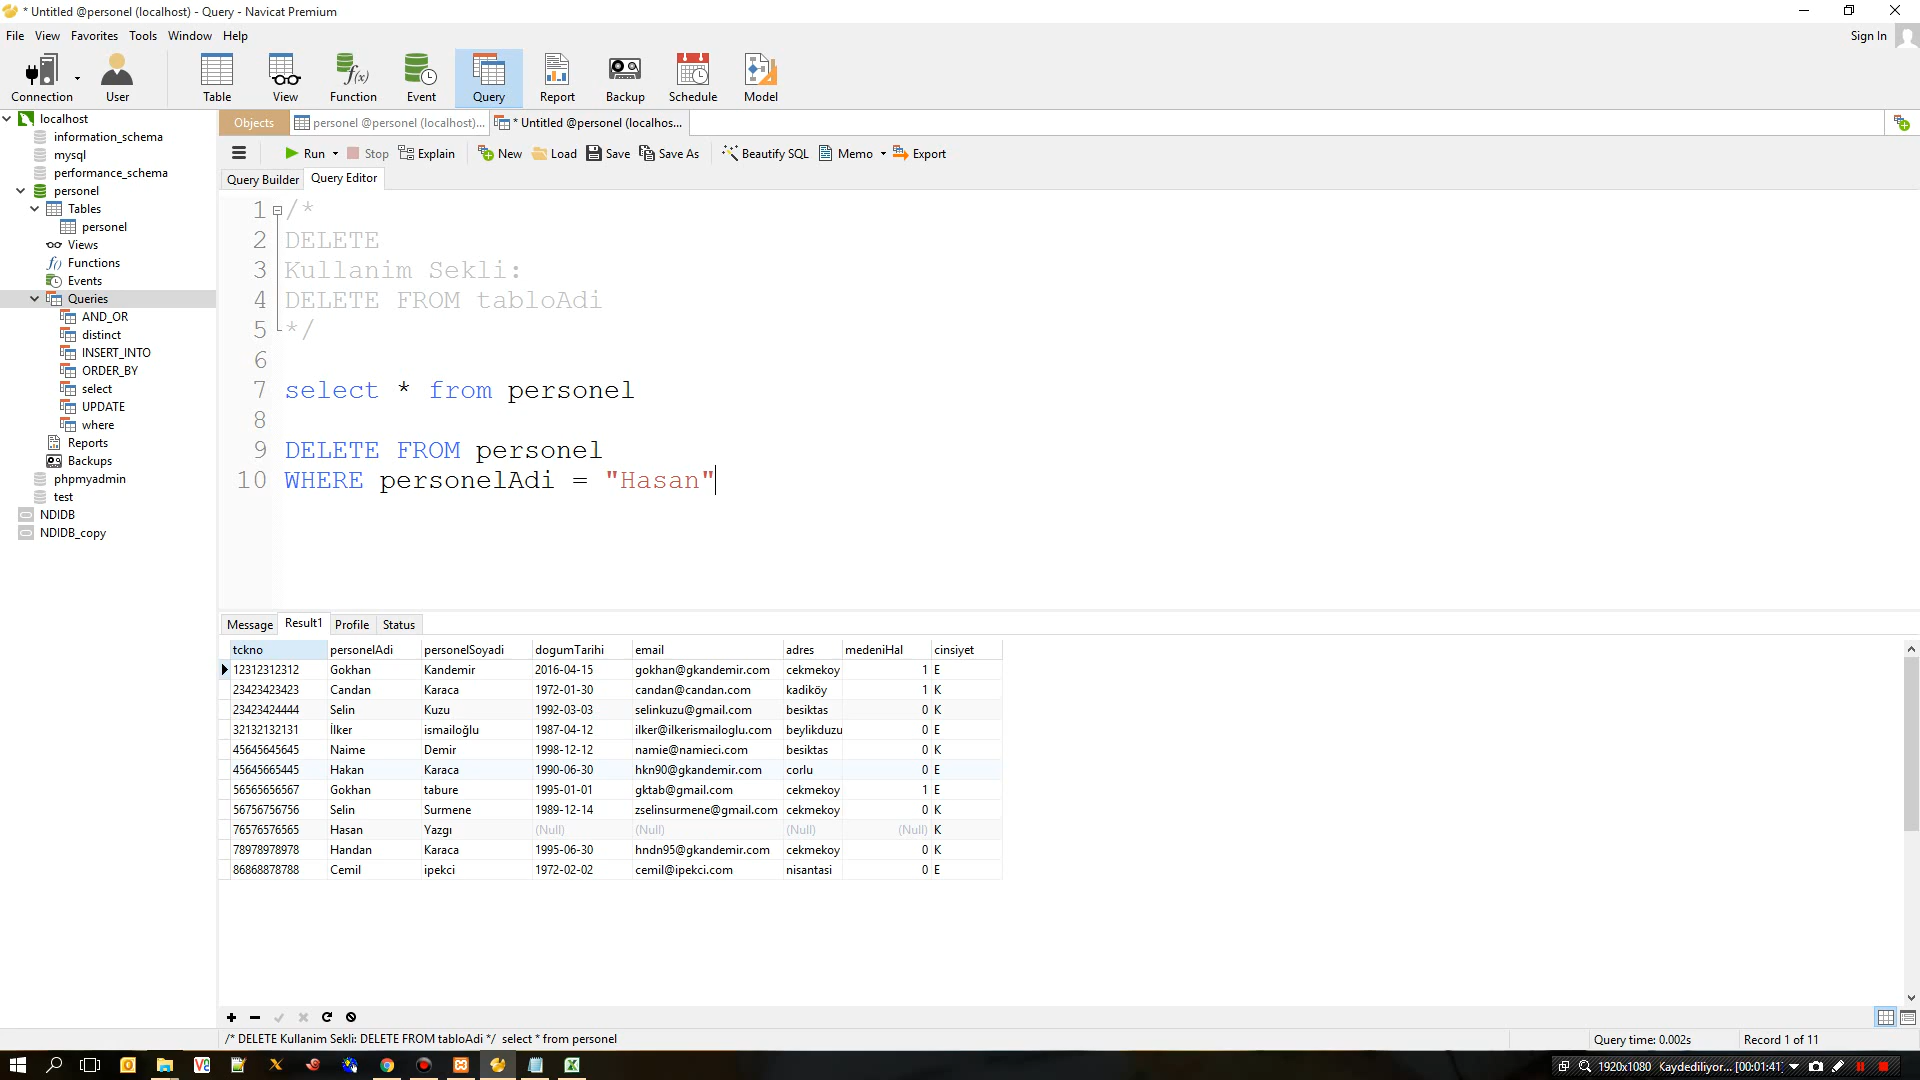 * Untitled @personel (localhost) - Query - Navicat Premium
File View Favorites Tools Window Help
Sign In
Connection User Table View Function Event Query Report Backup Schedule Model
localhost
information_schema
mysql
performance_schema
personel
Tables
personel
Views
Functions
Events
Queries
AND_OR
distinct
INSERT_INTO
ORDER_BY
select
UPDATE
where
Reports
Backups
phpmyadmin
test
NDIDB
NDIDB_copy
Objects personel @personel (localhost)... * Untitled @personel (localhos...
Run Stop Explain New Load Save Save As Beautify SQL Memo Export
Query Builder Query Editor
1 /*
2 DELETE
3 Kullanim Sekli:
4 DELETE FROM tabloAdi
5 */
6
7 select * from personel
8
9 DELETE FROM personel
10 WHERE personelAdi = "Hasan"
Message Result1 Profile Status
tckno personelAdi personelSoyadi dogumTarihi email adres medeniHal cinsiyet
12312312312 Gokhan Kandemir 2016-04-15 gokhan@gkandemir.com cekmekoy 1 E
23423423423 Candan Karaca 1972-01-30 candan@candan.com kadiköy 1 K
23423424444 Selin Kuzu 1992-03-03 selinkuzu@gmail.com besiktas 0 K
32132132131 İlker ismailoğlu 1987-04-12 ilker@ilkerismailoglu.com beylikduzu 0 E
45645645645 Naime Demir 1998-12-12 namie@namieci.com besiktas 0 K
45645665445 Hakan Karaca 1990-06-30 hkn90@gkandemir.com corlu 0 E
56565656567 Gokhan tabure 1995-01-01 gktab@gmail.com cekmekoy 1 E
56756756756 Selin Surmene 1989-12-14 zselinsurmene@gmail.com cekmekoy 0 K
76576576565 Hasan Yazgı (Null) (Null) (Null) (Null) K
78978978978 Handan Karaca 1995-06-30 hndn95@gkandemir.com cekmekoy 0 K
86868878788 Cemil ipekci 1972-02-02 cemil@ipekci.com nisantasi 0 E
/* DELETE Kullanim Sekli: DELETE FROM tabloAdi */ select * from personel
Query time: 0.002s
Record 1 of 11
1920x1080 Kaydediliyor... [00:01:41]